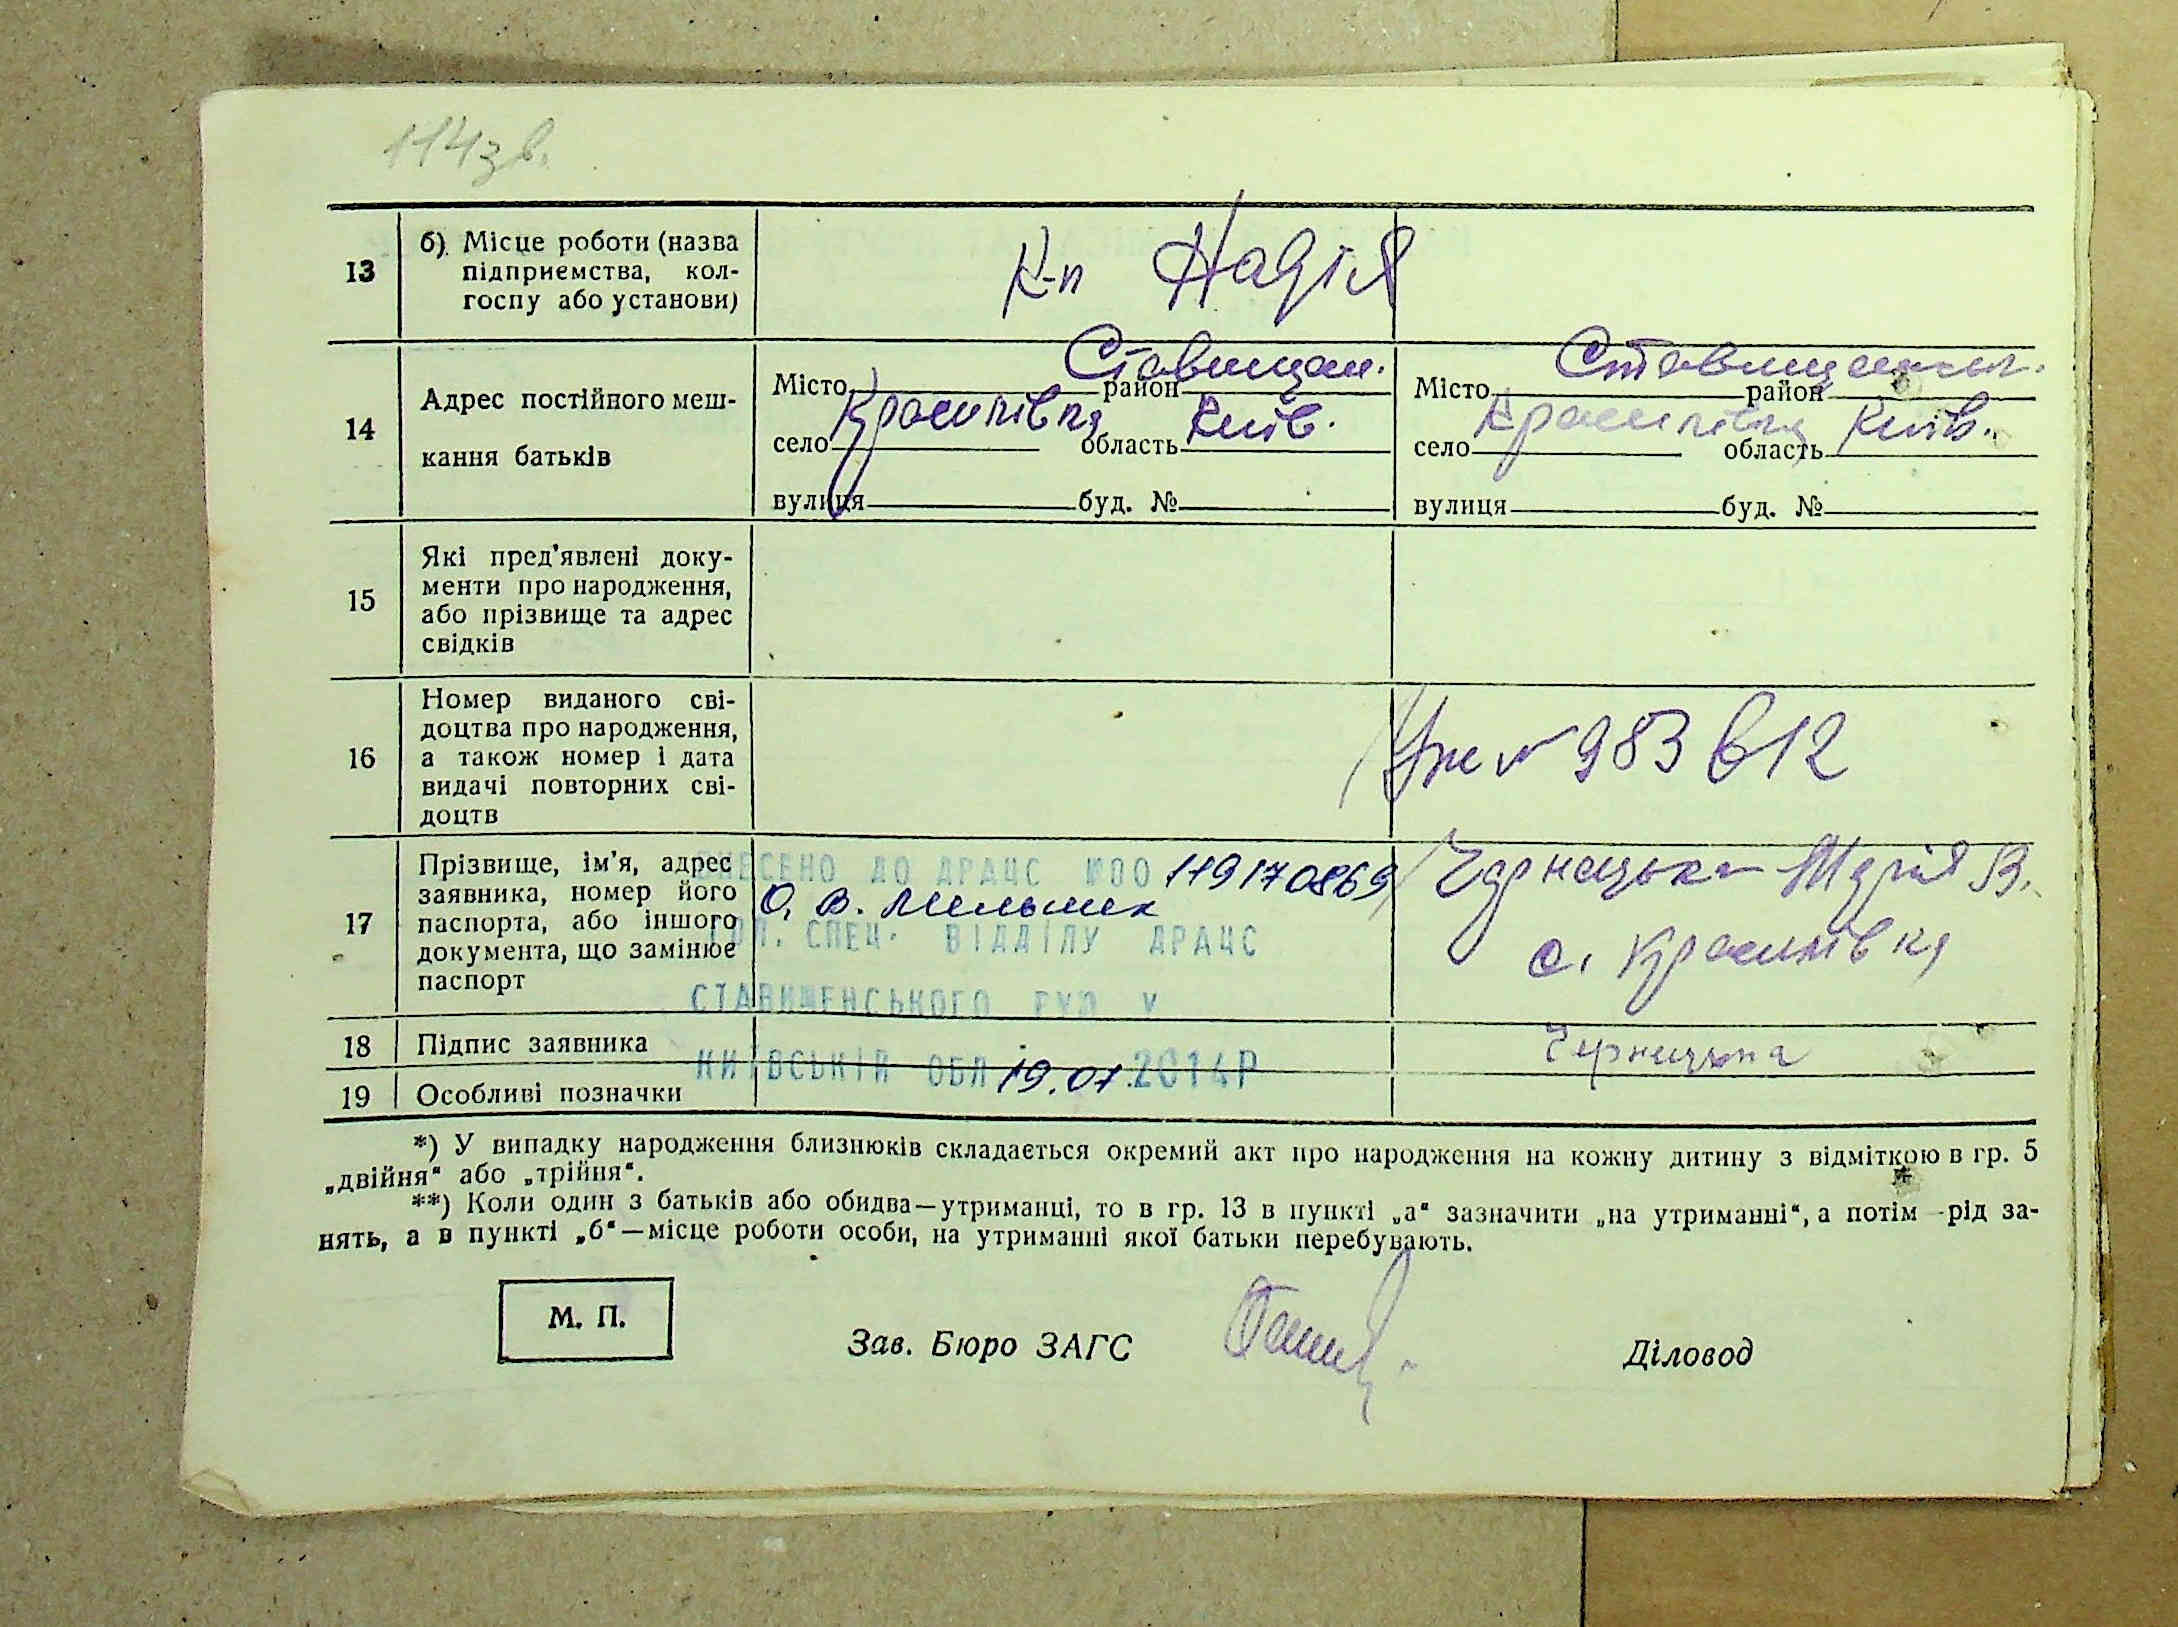 114 зв.
13
б) Місце роботи (назва
підприємства, кол-
госпу або установи)
К-п Надія
14
Адрес постійного меш-
кання батьків
Місто район Ставищан.
село Красилівка область Київ.
вулиця буд. №
Місто район
село Красилівка область Київ.
вулиця буд. №
15
Які пред'явлені доку-
менти про народження,
або прізвище та адрес
свідків
16
Номер виданого сві-
доцтва про народження,
а також номер і дата
видачі повторних сві-
доцтв
№ 983612
17
Прізвище, ім'я, адрес
заявника, номер його
паспорта, або іншого
документа, що замінює
паспорт
ВНЕСЕНО ДО ДРАЦС №00 119170869
О. В. Мельник
СПЕЦ. ВІДДІЛУ ДРАЦС
СТАВИЩЕНСЬКОГО РУЮ У
КИЇВСЬКІЙ ОБЛ 19.07.2014Р
Чарнецька Марія В.
с. Красилівка
18
Підпис заявника
19
Особливі позначки
*) У випадку народження близнюків складається окремий акт про народження на кожну дитину з відміткою в гр. 5
„двійня“ або „трійня“.
**) Коли один з батьків або обидва—утриманці, то в гр. 13 в пункті „а“ зазначити „на утриманні“, а потім рід за-
нять, а в пункті „б“—місце роботи особи, на утриманні якої батьки перебувають.
М. П.
Зав. Бюро ЗАГС
Діловод